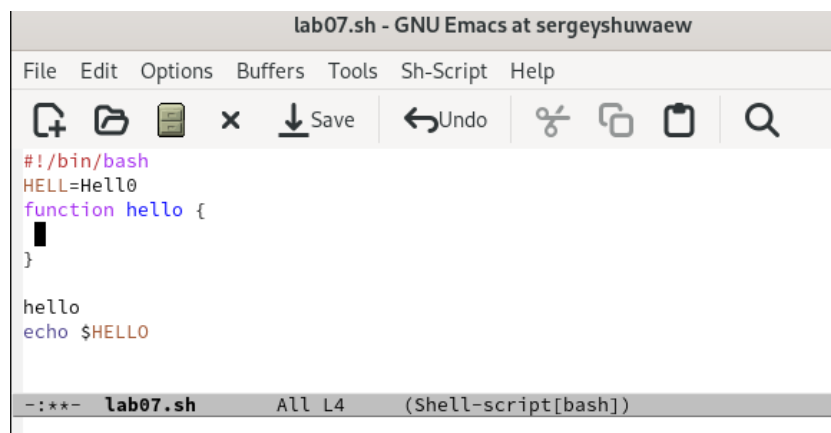 lab07.sh - GNU Emacs at sergeyshuwaew
File Edit Options Buffers Tools Sh-Script Help
Save Undo
#!/bin/bash
HELL=Hell0
function hello {
}
hello
echo $HELLO
-:**- lab07.sh All L4 (Shell-script[bash])